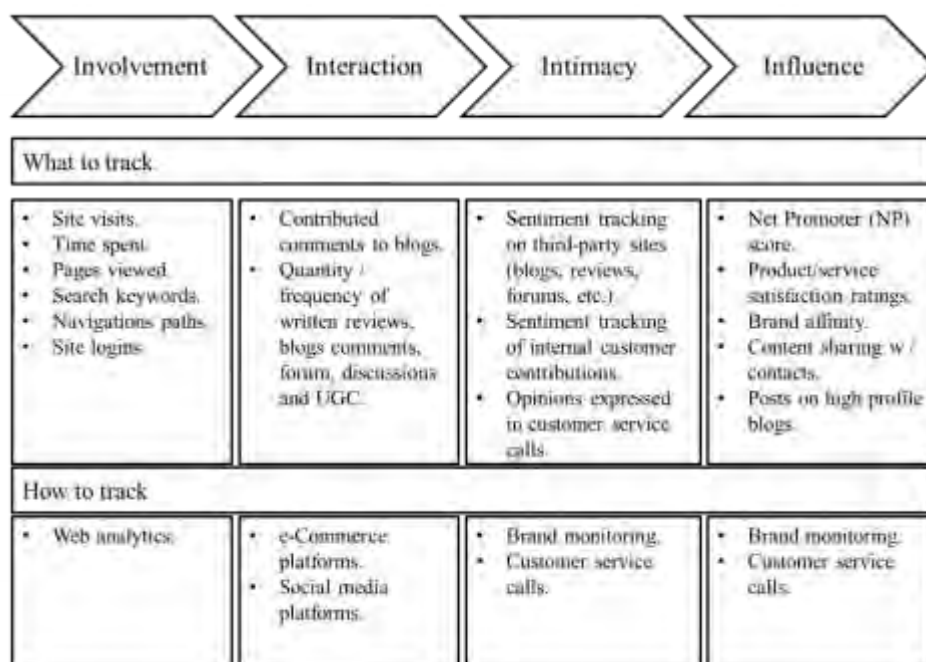 Involvement
Interaction
Intimacy
Influence
What to track
• Site visits.
• Time spent.
• Pages viewed.
• Search keywords.
• Navigations paths.
• Site logins.
• Contributed
comments to blogs.
• Quantity /
frequency of
written reviews,
blogs comments,
forum, discussions
and UGC.
• Sentiment tracking
on third-party sites
(blogs, reviews,
forums, etc.)
• Sentiment tracking
of internal customer
contributions.
• Opinions expressed
in customer service
calls.
• Net Promoter (NP)
score.
• Product/service
satisfaction ratings.
• Brand affinity.
• Content sharing w /
contacts.
• Posts on high profile
blogs.
How to track
• Web analytics.
• e-Commerce
platforms.
• Social media
platforms.
• Brand monitoring.
• Customer service
calls.
• Brand monitoring.
• Customer service
calls.